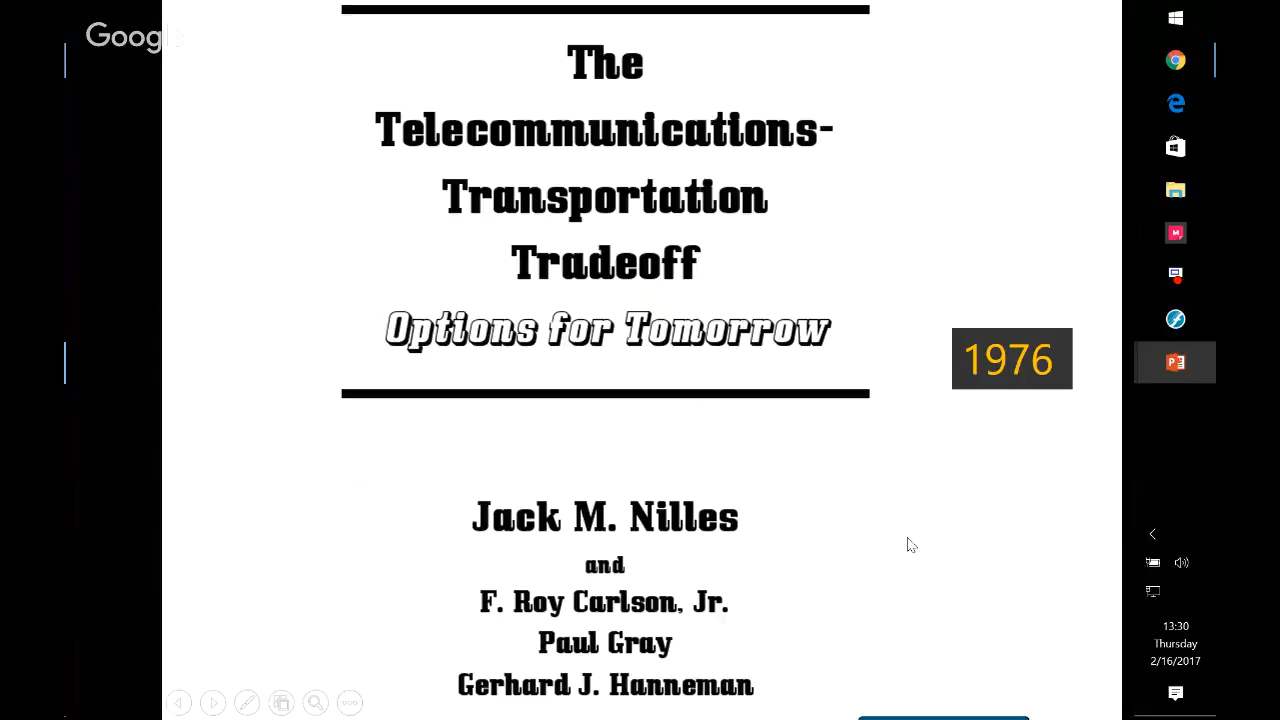 Google
The
Telecommunications-
Transportation
Tradeoff
Options for Tomorrow
1976
Jack M. Nilles
and
F. Roy Carlson, Jr.
Paul Gray
Gerhard J. Hanneman
13:30
Thursday
2/16/2017